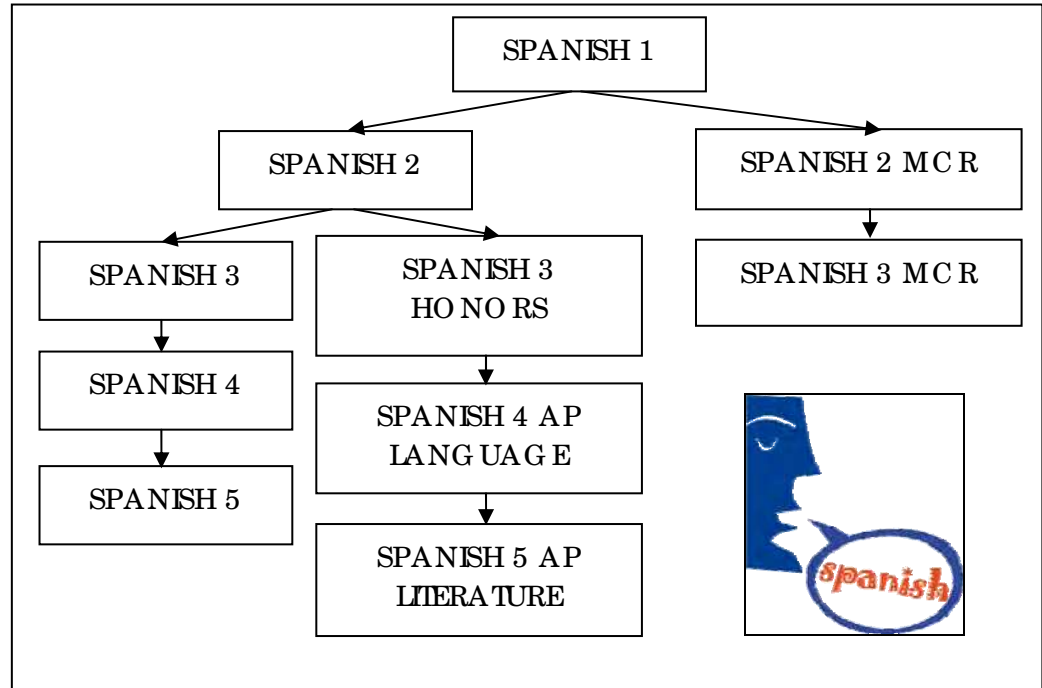 SPANISH 1
SPANISH 2
SPANISH 2 MCR
SPANISH 3
SPANISH 3
HONORS
SPANISH 3 MCR
SPANISH 4
SPANISH 4 AP
LANGUAGE
SPANISH 5
SPANISH 5 AP
LITERATURE
spanish